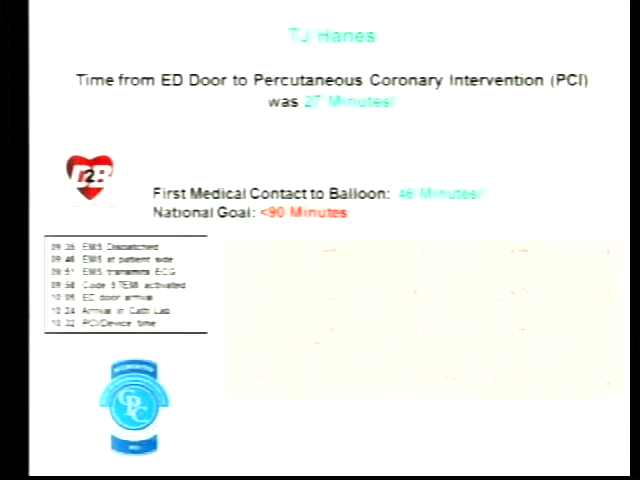 TJ Hanes
Time from ED Door to Percutaneous Coronary Intervention (PCI)
was 27 Minutes!
D2B
First Medical Contact to Balloon: 46 Minutes!
National Goal: <90 Minutes
09:35 EMS Dispatched
09:46 EMS at patient side
09:51 EMS transmits ECG
09:58 Code STEMI activated
10:05 ED door arrival
10:24 Arrival in Cath Lab
10:32 PCI/Device time
CPC